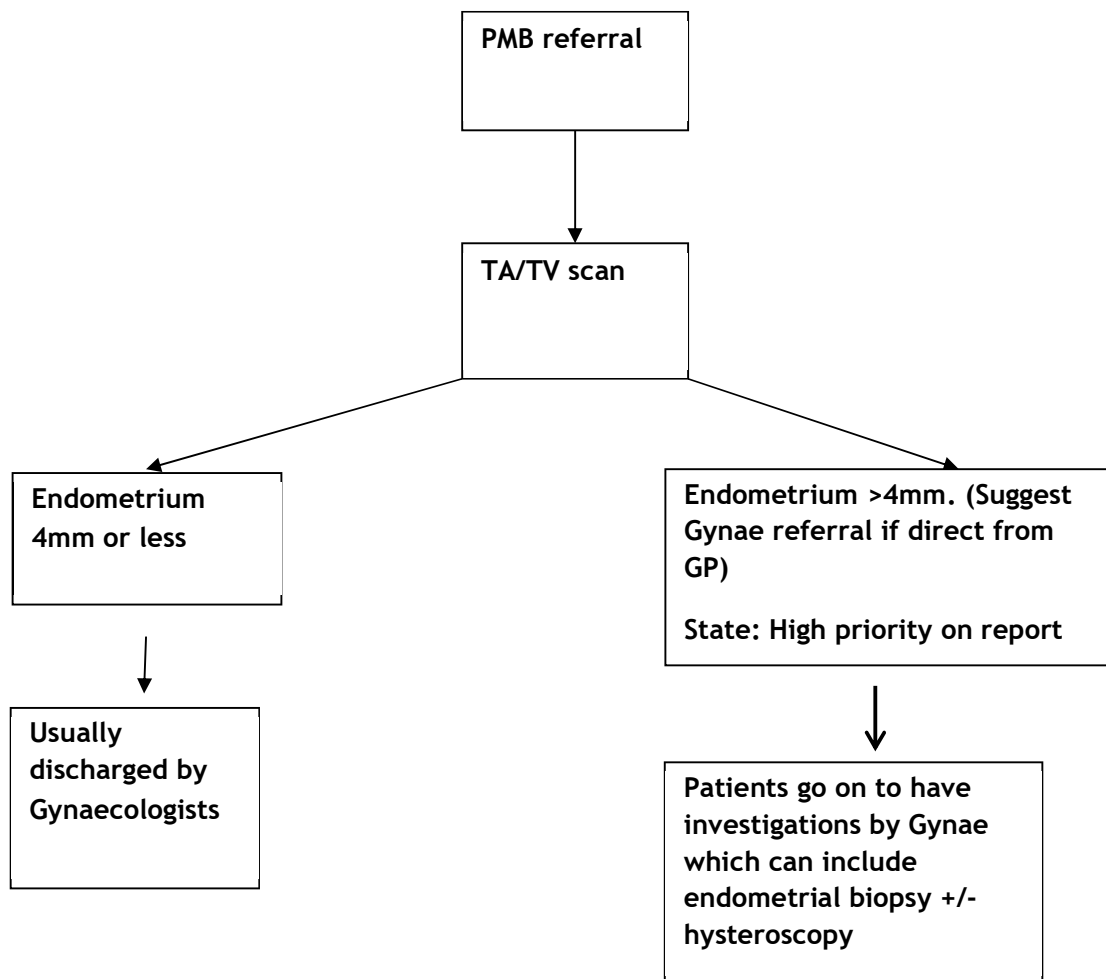 PMB referral
TA/TV scan
Endometrium
4mm or less
Endometrium >4mm. (Suggest
Gynae referral if direct from
GP)
State: High priority on report
Usually
discharged by
Gynaecologists
Patients go on to have
investigations by Gynae
which can include
endometrial biopsy +/-
hysteroscopy